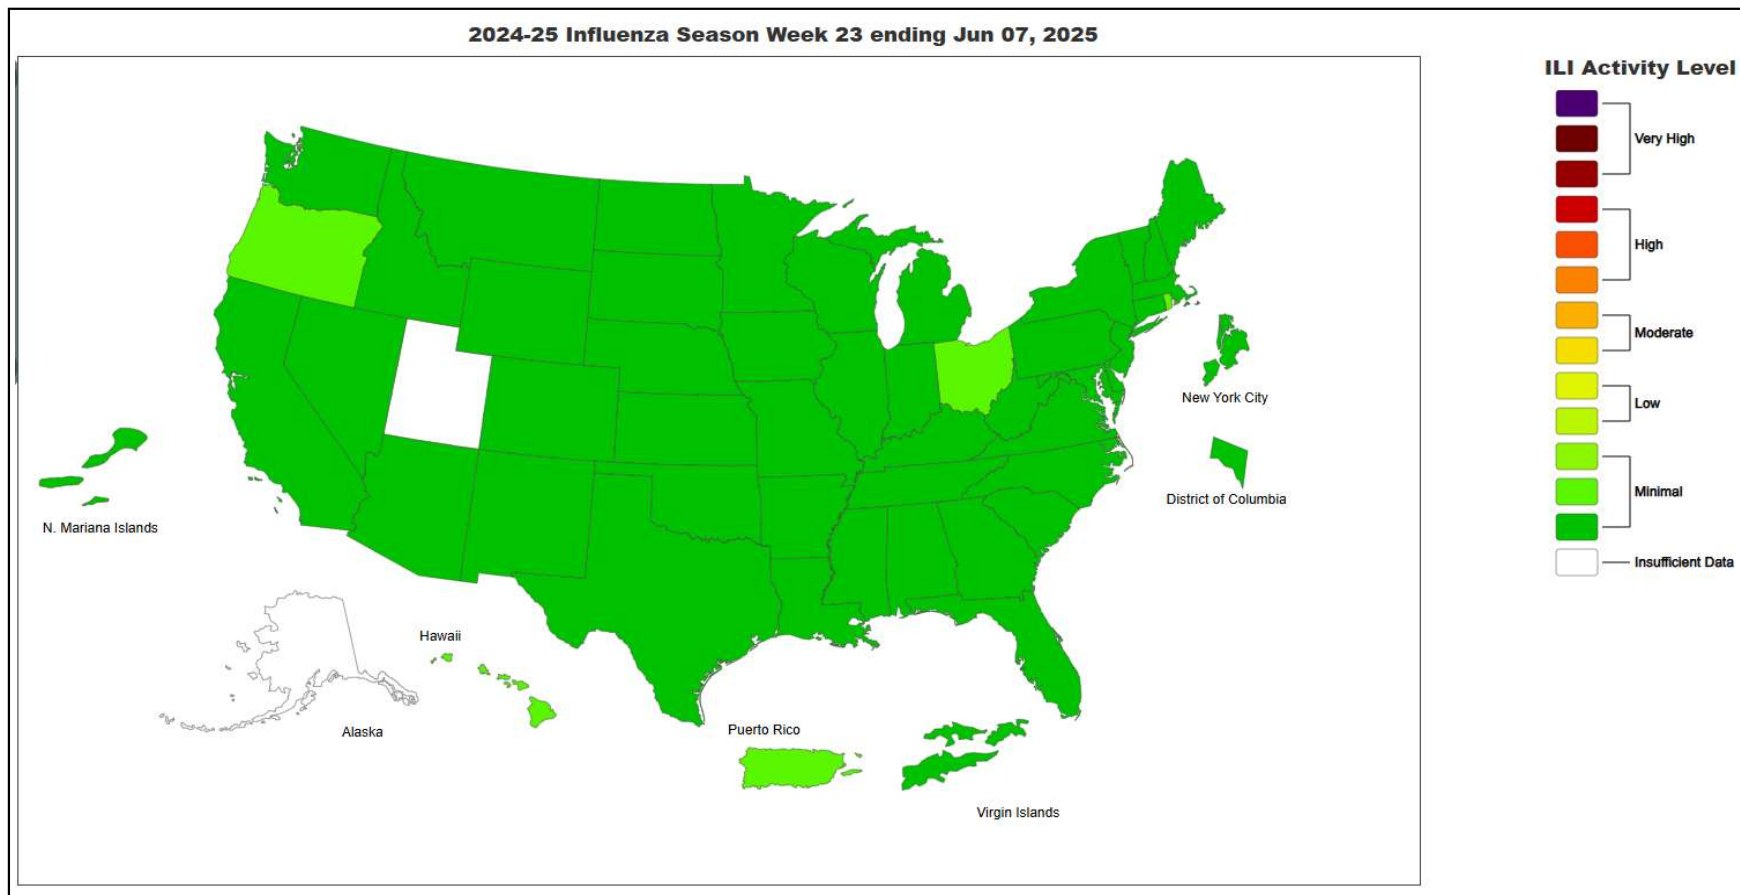 2024-25 Influenza Season Week 23 ending Jun 07, 2025
ILI Activity Level
Very High
High
Moderate
Low
Minimal
Insufficient Data
New York City
District of Columbia
N. Mariana Islands
Hawaii
Alaska
Puerto Rico
Virgin Islands